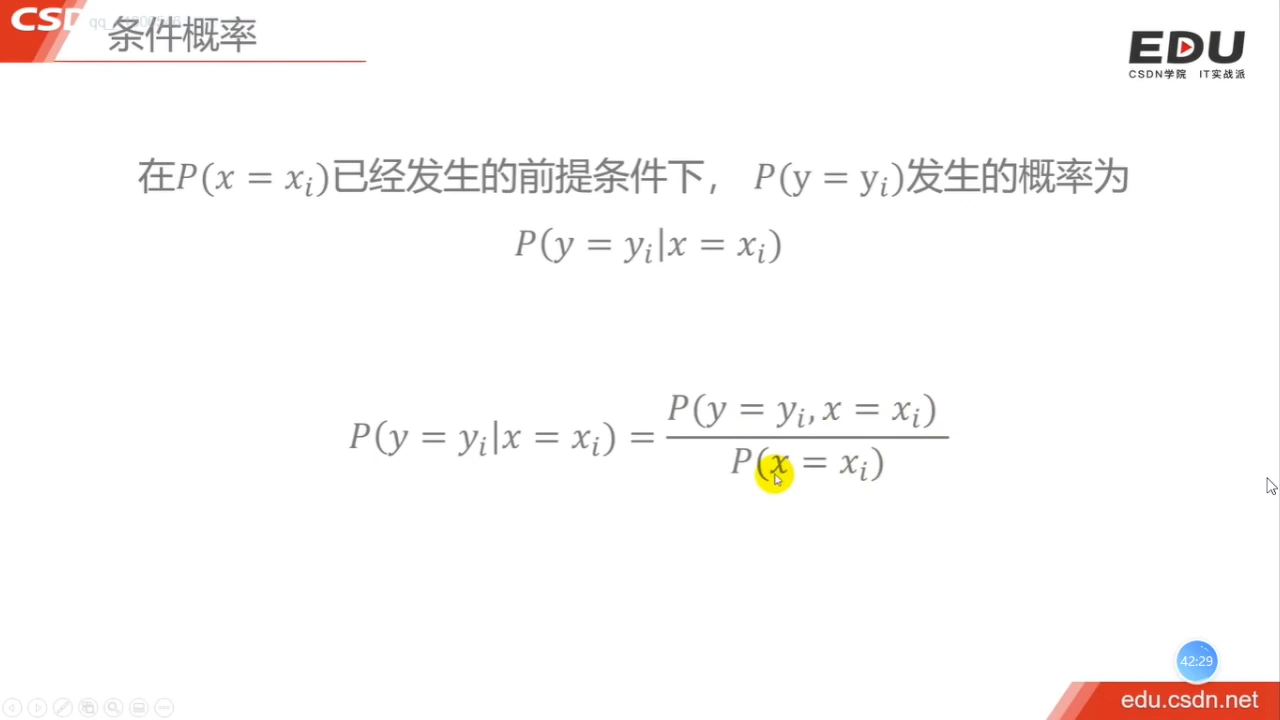 CSD
条件概率
EDU
CSDN学院 IT实战派
在P(x = xᵢ)已经发生的前提条件下， P(y = yᵢ)发生的概率为
P(y = yᵢ|x = xᵢ)
P(y = yᵢ|x = xᵢ) = P(y = yᵢ, x = xᵢ) / P(x = xᵢ)
42:29
edu.csdn.net